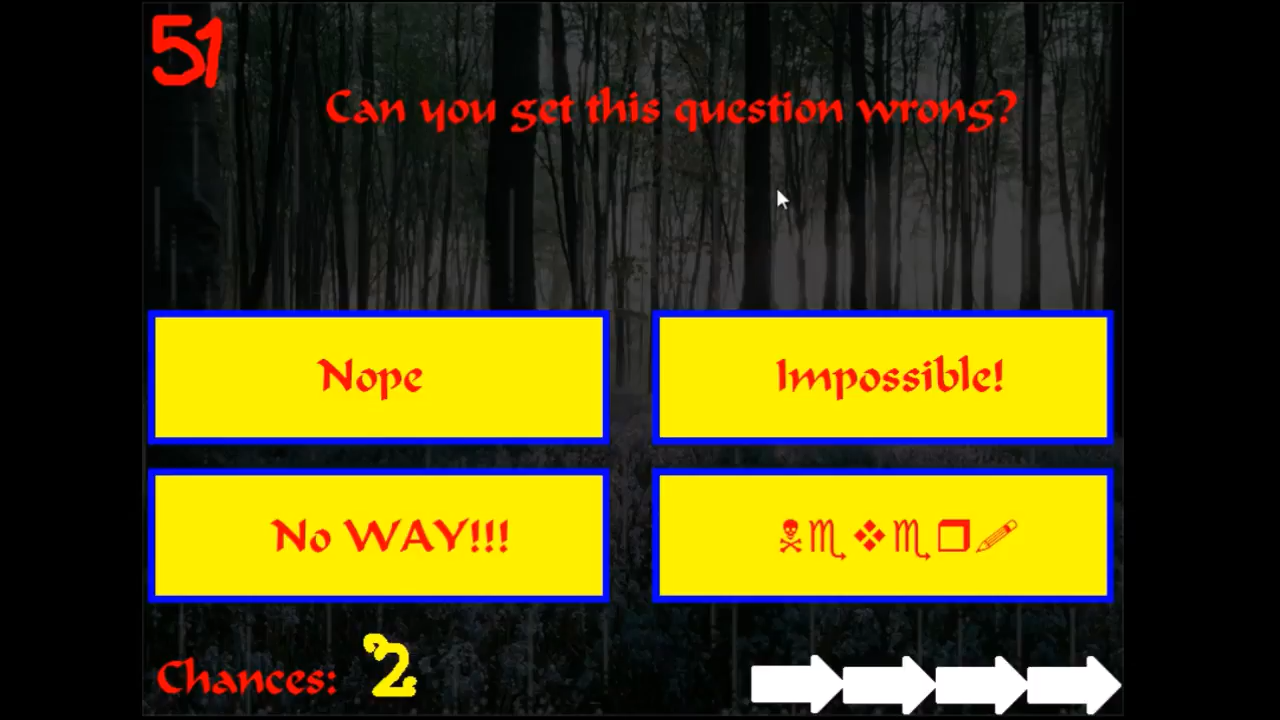 51
Can you get this question wrong?
Nope
Impossible!
No WAY!!!
☠♏❖♏❒✏
Chances: 2